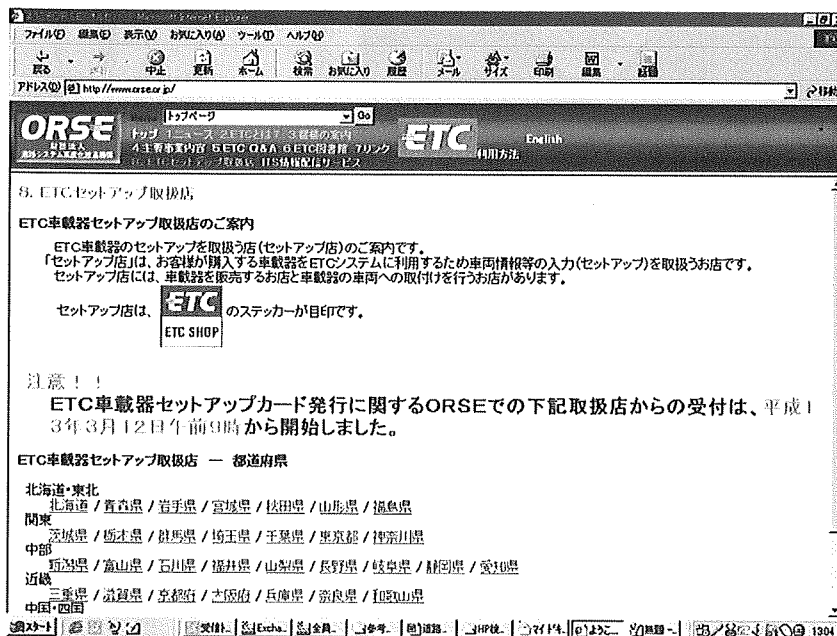 ファイル(F) 編集(E) 表示(V) お気に入り(A) ツール(T) ヘルプ(H)
戻る 中止 更新 ホーム 検索 お気に入り 履歴 メール サイズ 印刷 編集
アドレス(D) http://www.orse.or.jp/ 移動
ORSE トップページ Go
トップ 1.ニュース 2.ETCとは? 3.
4.主要事業内容 5.ETC Q&A 6.ETC図書館 7.リンク
ETC 利用方法 English
8. ETCセットアップ取扱店 ITS情報配信サービス
8. ETCセットアップ取扱店
ETC車載器セットアップ取扱店のご案内
ETC車載器のセットアップを取扱う店(セットアップ店)のご案内です。
「セットアップ店」は、お客様が購入する車載器をETCシステムに利用するため車両情報等の入力(セットアップ)を取扱うお店です。
セットアップ店には、車載器を販売するお店と車載器の車両への取付けを行うお店があります。
セットアップ店は、 ETC ETC SHOP のステッカーが目印です。
注意!!
ETC車載器セットアップカード発行に関するORSEでの下記取扱店からの受付は、平成1
3年3月12日午前9時から開始しました。
ETC車載器セットアップ取扱店 ― 都道府県
北海道・東北
北海道 / 青森県 / 岩手県 / 宮城県 / 秋田県 / 山形県 / 福島県
関東
茨城県 / 栃木県 / 群馬県 / 埼玉県 / 千葉県 / 東京都 / 神奈川県
中部
新潟県 / 富山県 / 石川県 / 福井県 / 山梨県 / 長野県 / 岐阜県 / 静岡県 / 愛知県
近畿
三重県 / 滋賀県 / 京都府 / 大阪府 / 兵庫県 / 奈良県 / 和歌山県
中国・四国
スタート